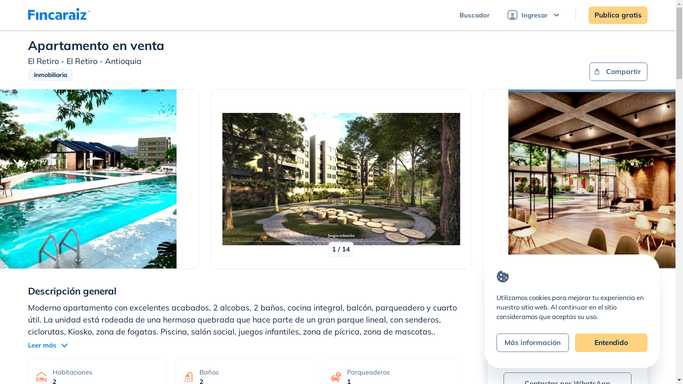 Fincaraiz
Buscador
Ingresar
Publica gratis
Apartamento en venta
El Retiro - El Retiro - Antioquia
Inmobiliaria
Compartir
1 / 14
Descripción general
Moderno apartamento con excelentes acabados, 2 alcobas, 2 baños, cocina integral, balcón, parqueadero y cuarto
útil. La unidad está rodeada de una hermosa quebrada que hace parte de un gran parque lineal, con senderos,
ciclorutas, Kiosko, zona de fogatas. Piscina, salón social, juegos infantiles, zona de pícrica, zona de mascotas..
Leer más
Habitaciones
2
Baños
2
Parqueaderos
1
Utilizamos cookies para mejorar tu experiencia en
nuestro sitio web. Al continuar en el sitio
consideramos que aceptas su uso.
Más información
Entendido
Contactar por WhatsApp